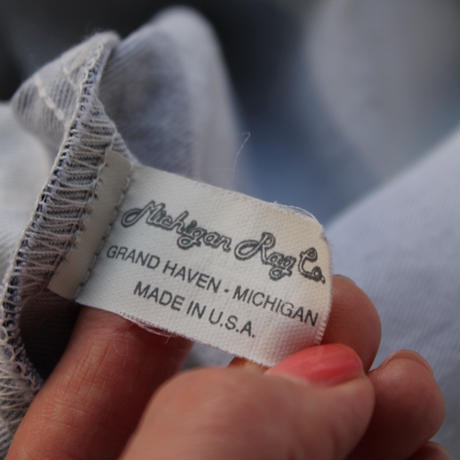 Michigan Rag Co.
GRAND HAVEN - MICHIGAN
MADE IN U.S.A.